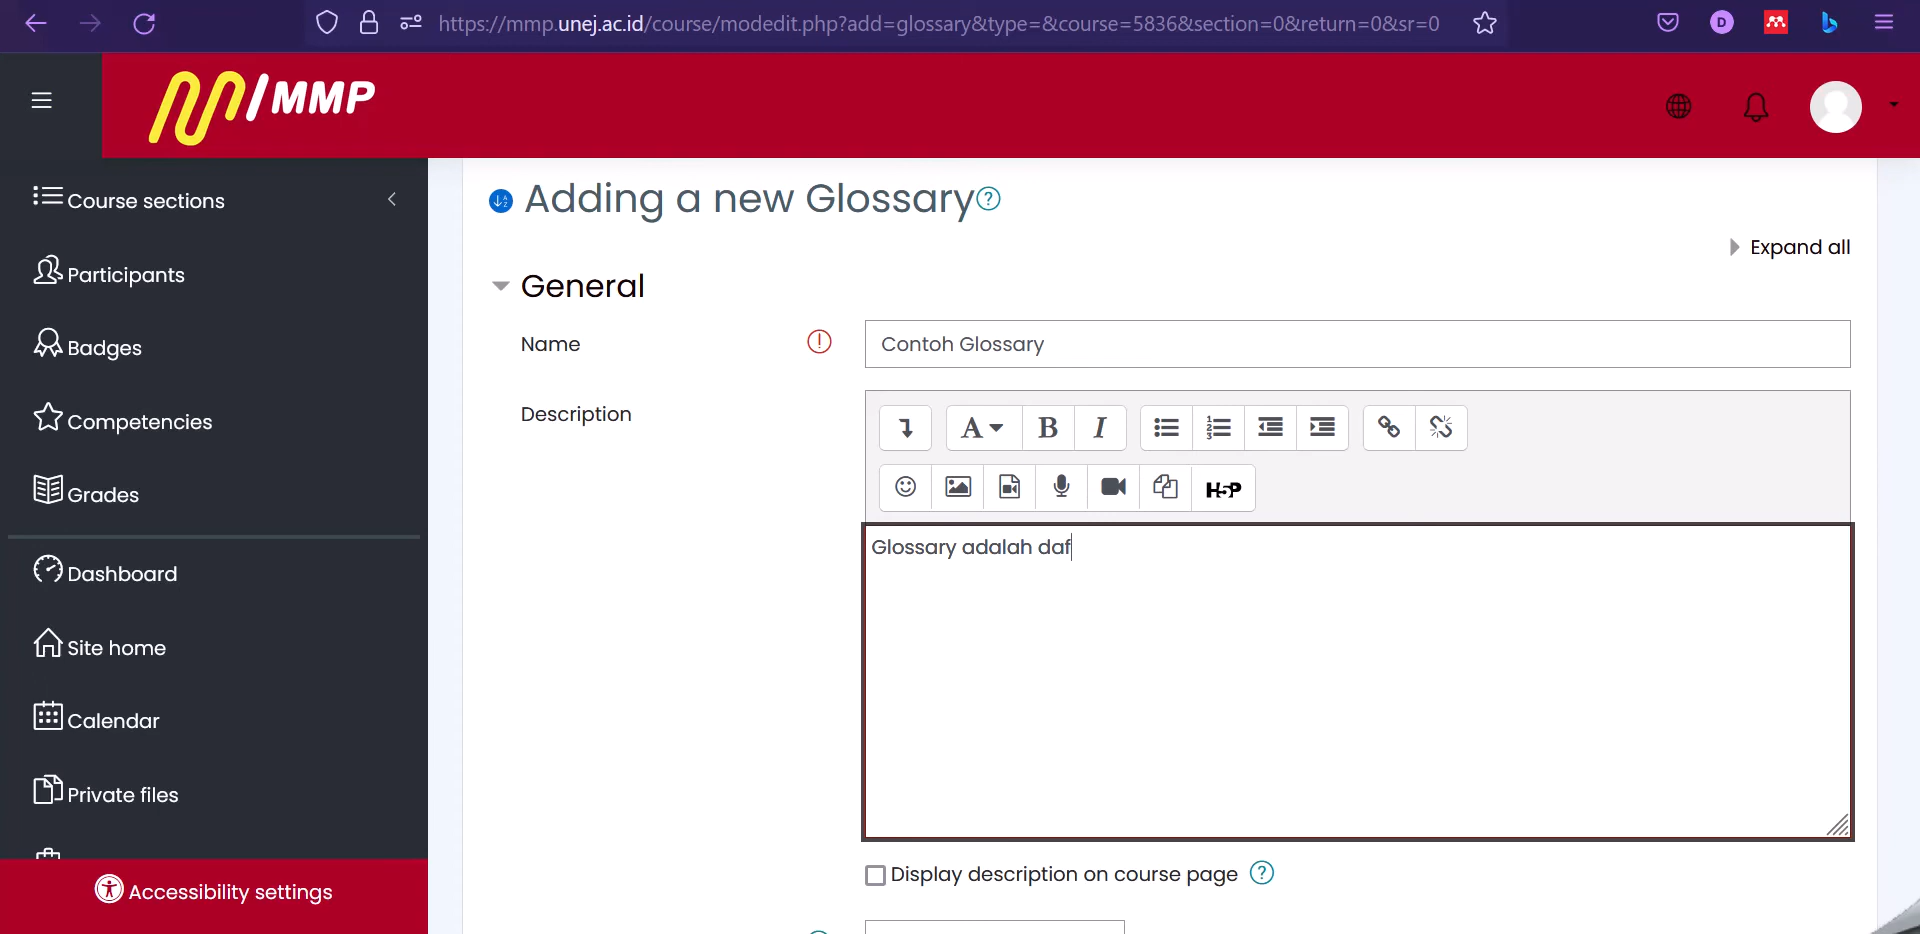 https://mmp.unej.ac.id/course/modedit.php?add=glossary&type=&course=5836&section=0&return=0&sr=0
D
MMP
Course sections
Participants
Badges
Competencies
Grades
Dashboard
Site home
Calendar
Private files
Accessibility settings
Adding a new Glossary
Expand all
General
Name
Contoh Glossary
Description
A B I
H5P
Glossary adalah daf
Display description on course page